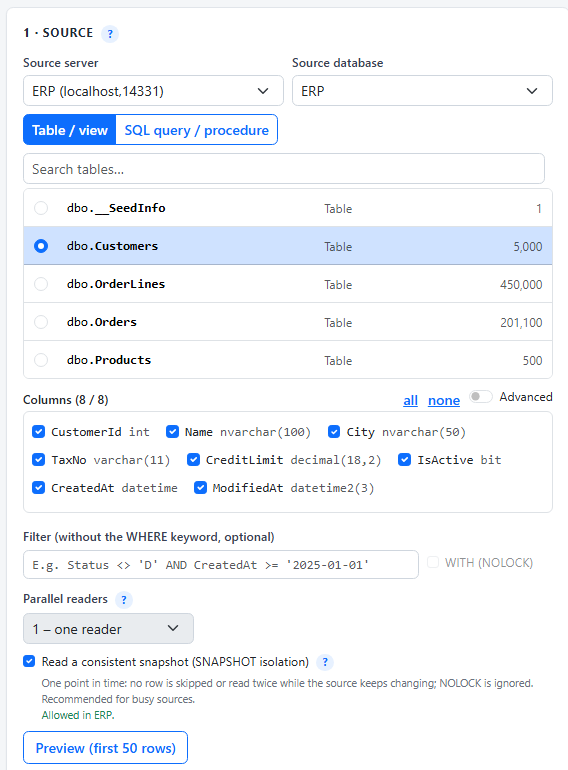 1 · SOURCE ?
Source server Source database
ERP (localhost,14331) ERP
Table / view SQL query / procedure
Search tables...
dbo.__SeedInfo Table 1
dbo.Customers Table 5,000
dbo.OrderLines Table 450,000
dbo.Orders Table 201,100
dbo.Products Table 500
Columns (8 / 8) all none Advanced
CustomerId int Name nvarchar(100) City nvarchar(50)
TaxNo varchar(11) CreditLimit decimal(18,2) IsActive bit
CreatedAt datetime ModifiedAt datetime2(3)
Filter (without the WHERE keyword, optional)
E.g. Status <> 'D' AND CreatedAt >= '2025-01-01' WITH (NOLOCK)
Parallel readers ?
1 – one reader
Read a consistent snapshot (SNAPSHOT isolation) ?
One point in time: no row is skipped or read twice while the source keeps changing; NOLOCK is ignored.
Recommended for busy sources.
Allowed in ERP.
Preview (first 50 rows)